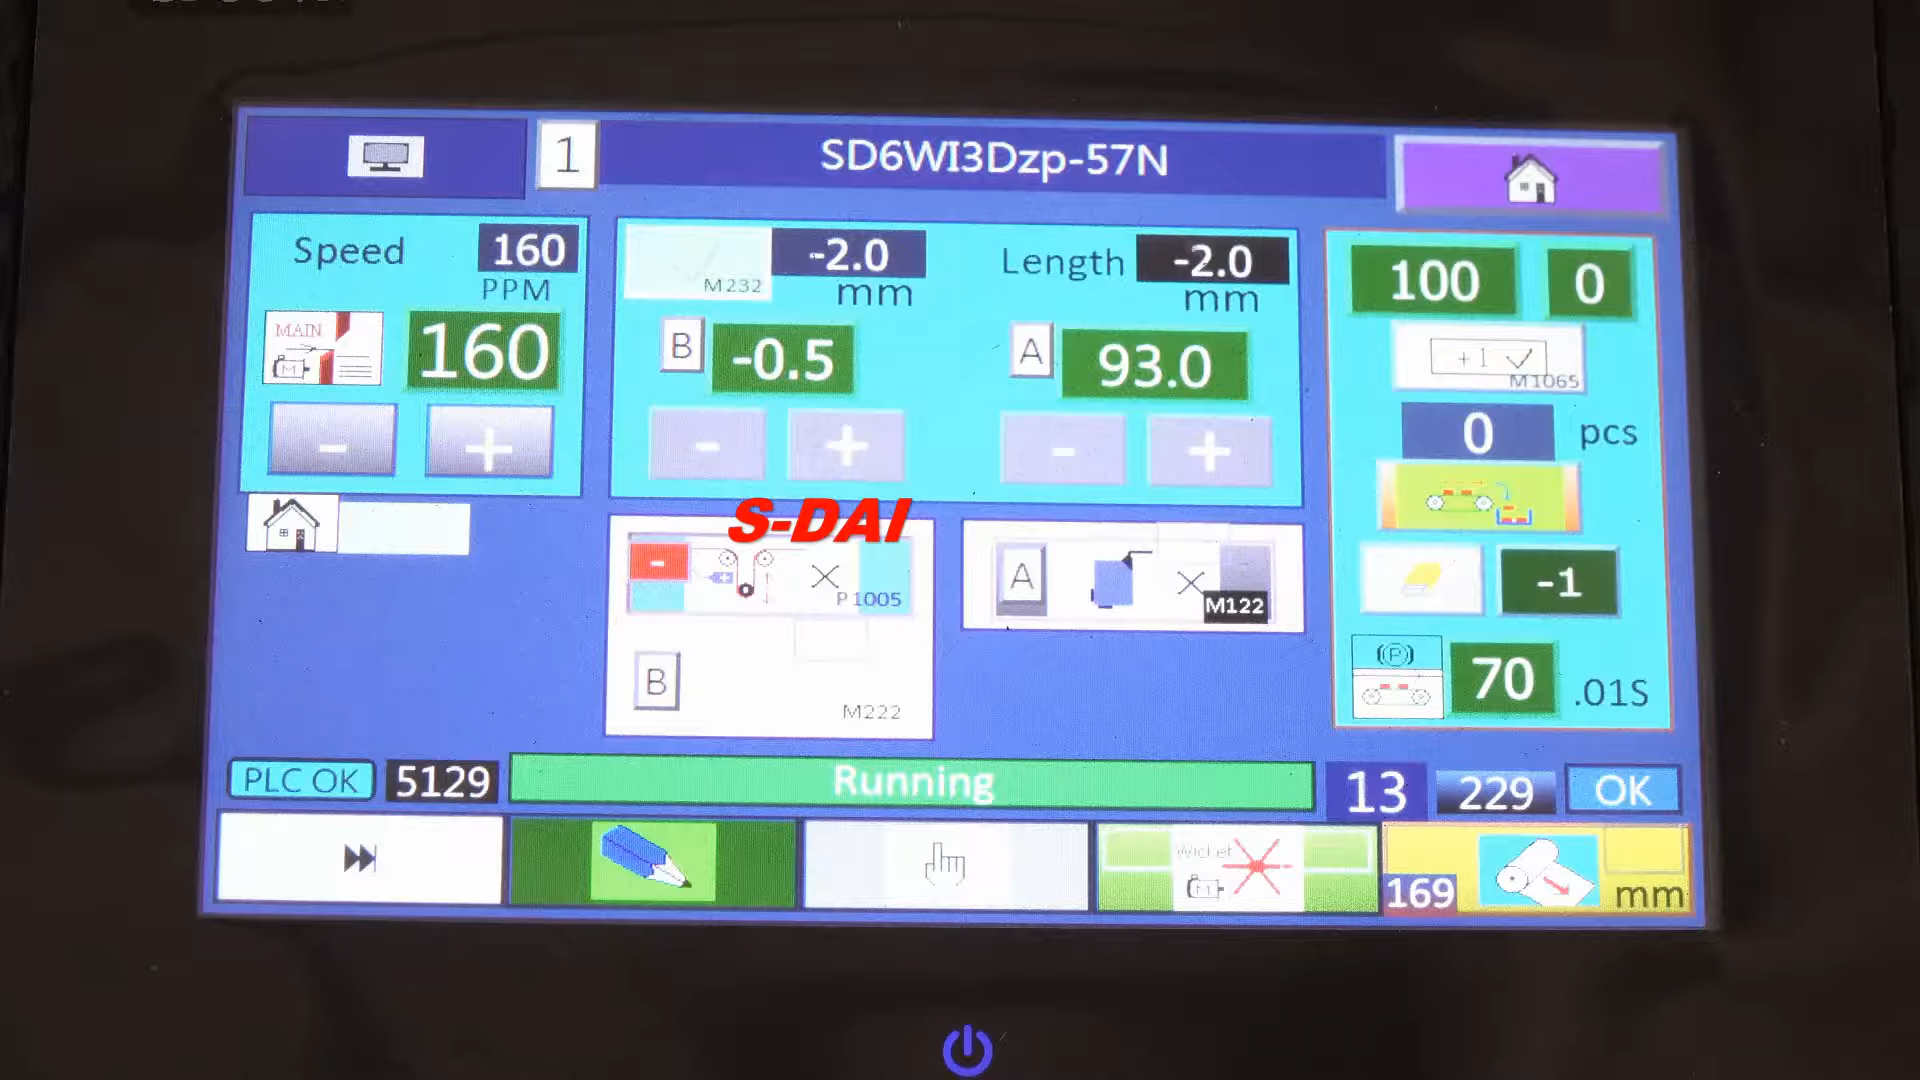 1 SD6WI3Dzp-57N
Speed 160
PPM
MAIN
M
160
- +
M232
-2.0
mm
Length -2.0
mm
B -0.5
A 93.0
- +
- +
100 0
+1
M1065
0 pcs
-1
(P)
70 .01S
S-DAI
-
+
P1005
B
M222
A
M122
PLC OK 5129 Running 13 229 OK
Wicket
M
169 mm